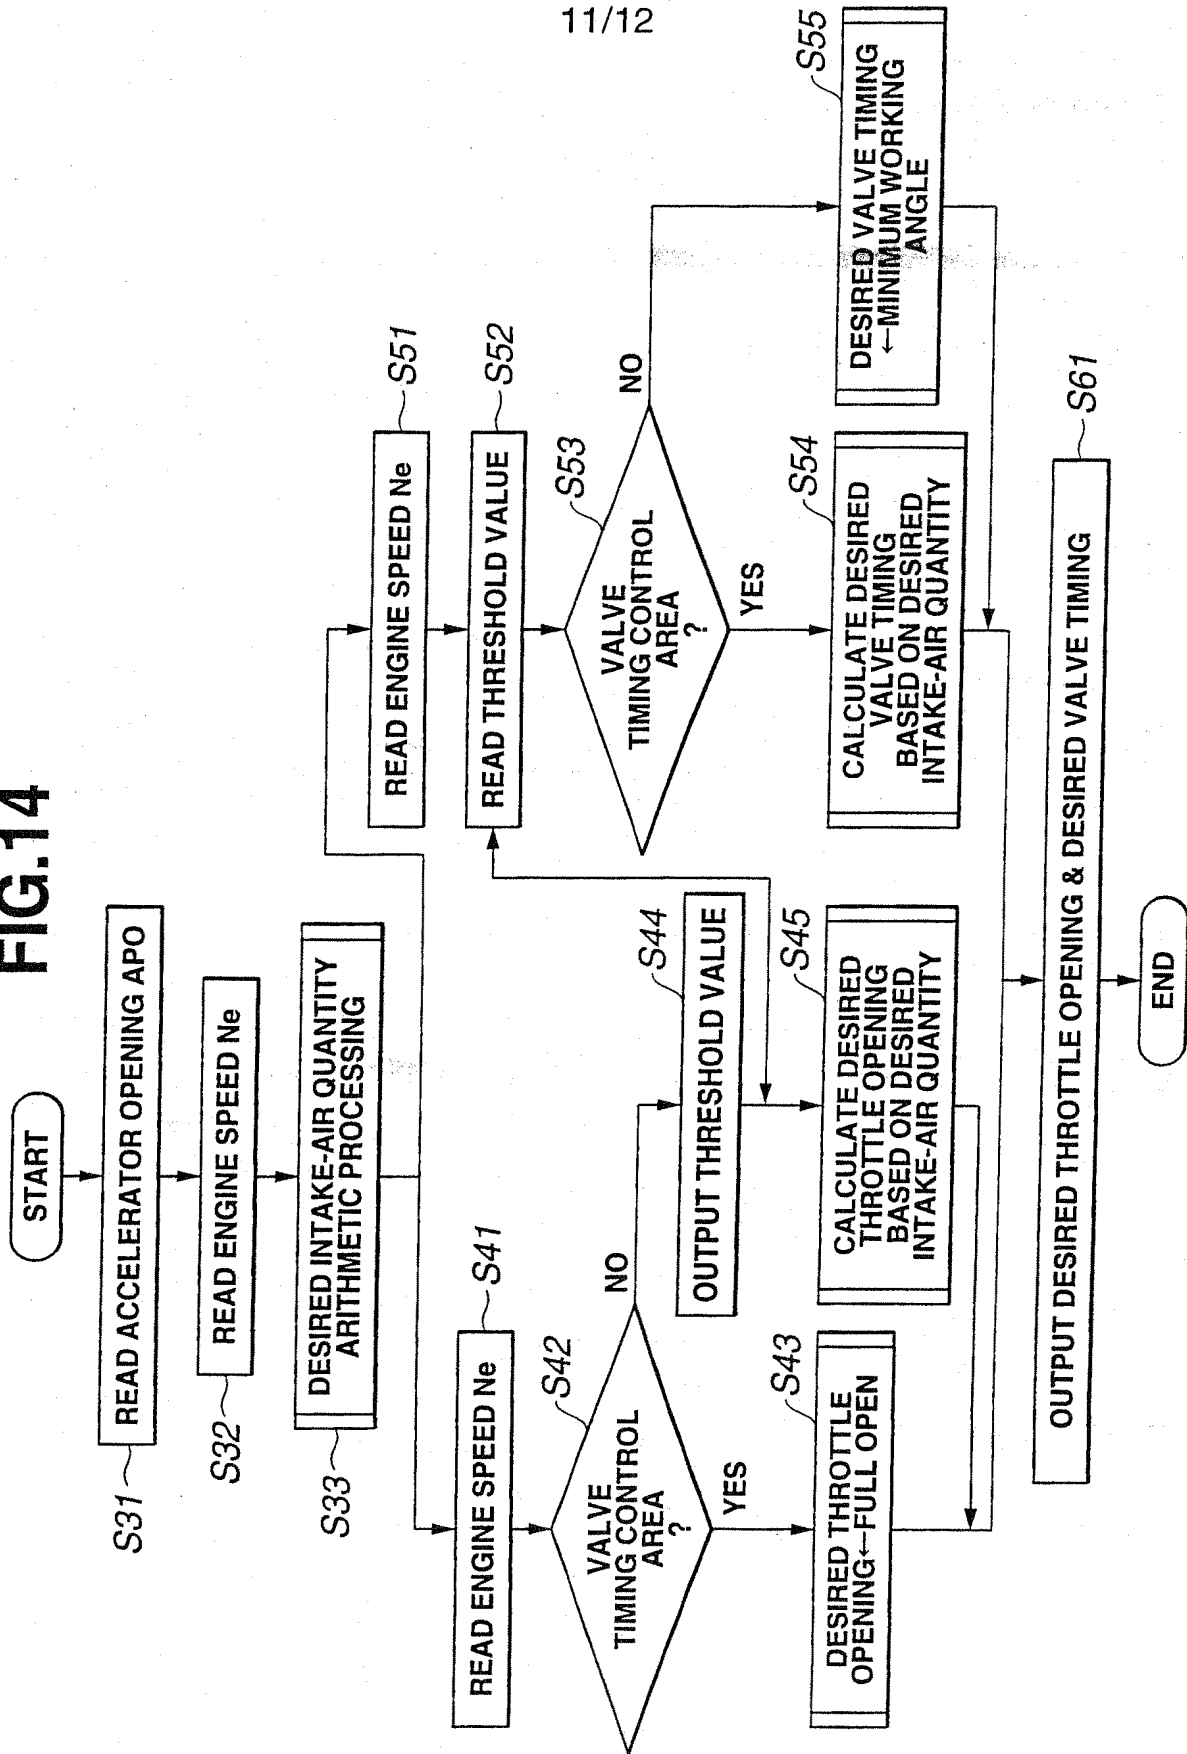 11/12
FIG.14
START
READ ACCELERATOR OPENING APO
S31
READ ENGINE SPEED Ne
S32
DESIRED INTAKE-AIR QUANTITY
ARITHMETIC PROCESSING
S33
READ ENGINE SPEED Ne
S41
VALVE
TIMING CONTROL
AREA
?
S42
NO
YES
DESIRED THROTTLE
OPENING←FULL OPEN
S43
OUTPUT THRESHOLD VALUE
S44
CALCULATE DESIRED
THROTTLE OPENING
BASED ON DESIRED
INTAKE-AIR QUANTITY
S45
READ ENGINE SPEED Ne
S51
READ THRESHOLD VALUE
S52
VALVE
TIMING CONTROL
AREA
?
S53
NO
YES
CALCULATE DESIRED
VALVE TIMING
BASED ON DESIRED
INTAKE-AIR QUANTITY
S54
DESIRED VALVE TIMING
←MINIMUM WORKING
ANGLE
S55
OUTPUT DESIRED THROTTLE OPENING & DESIRED VALVE TIMING
S61
END